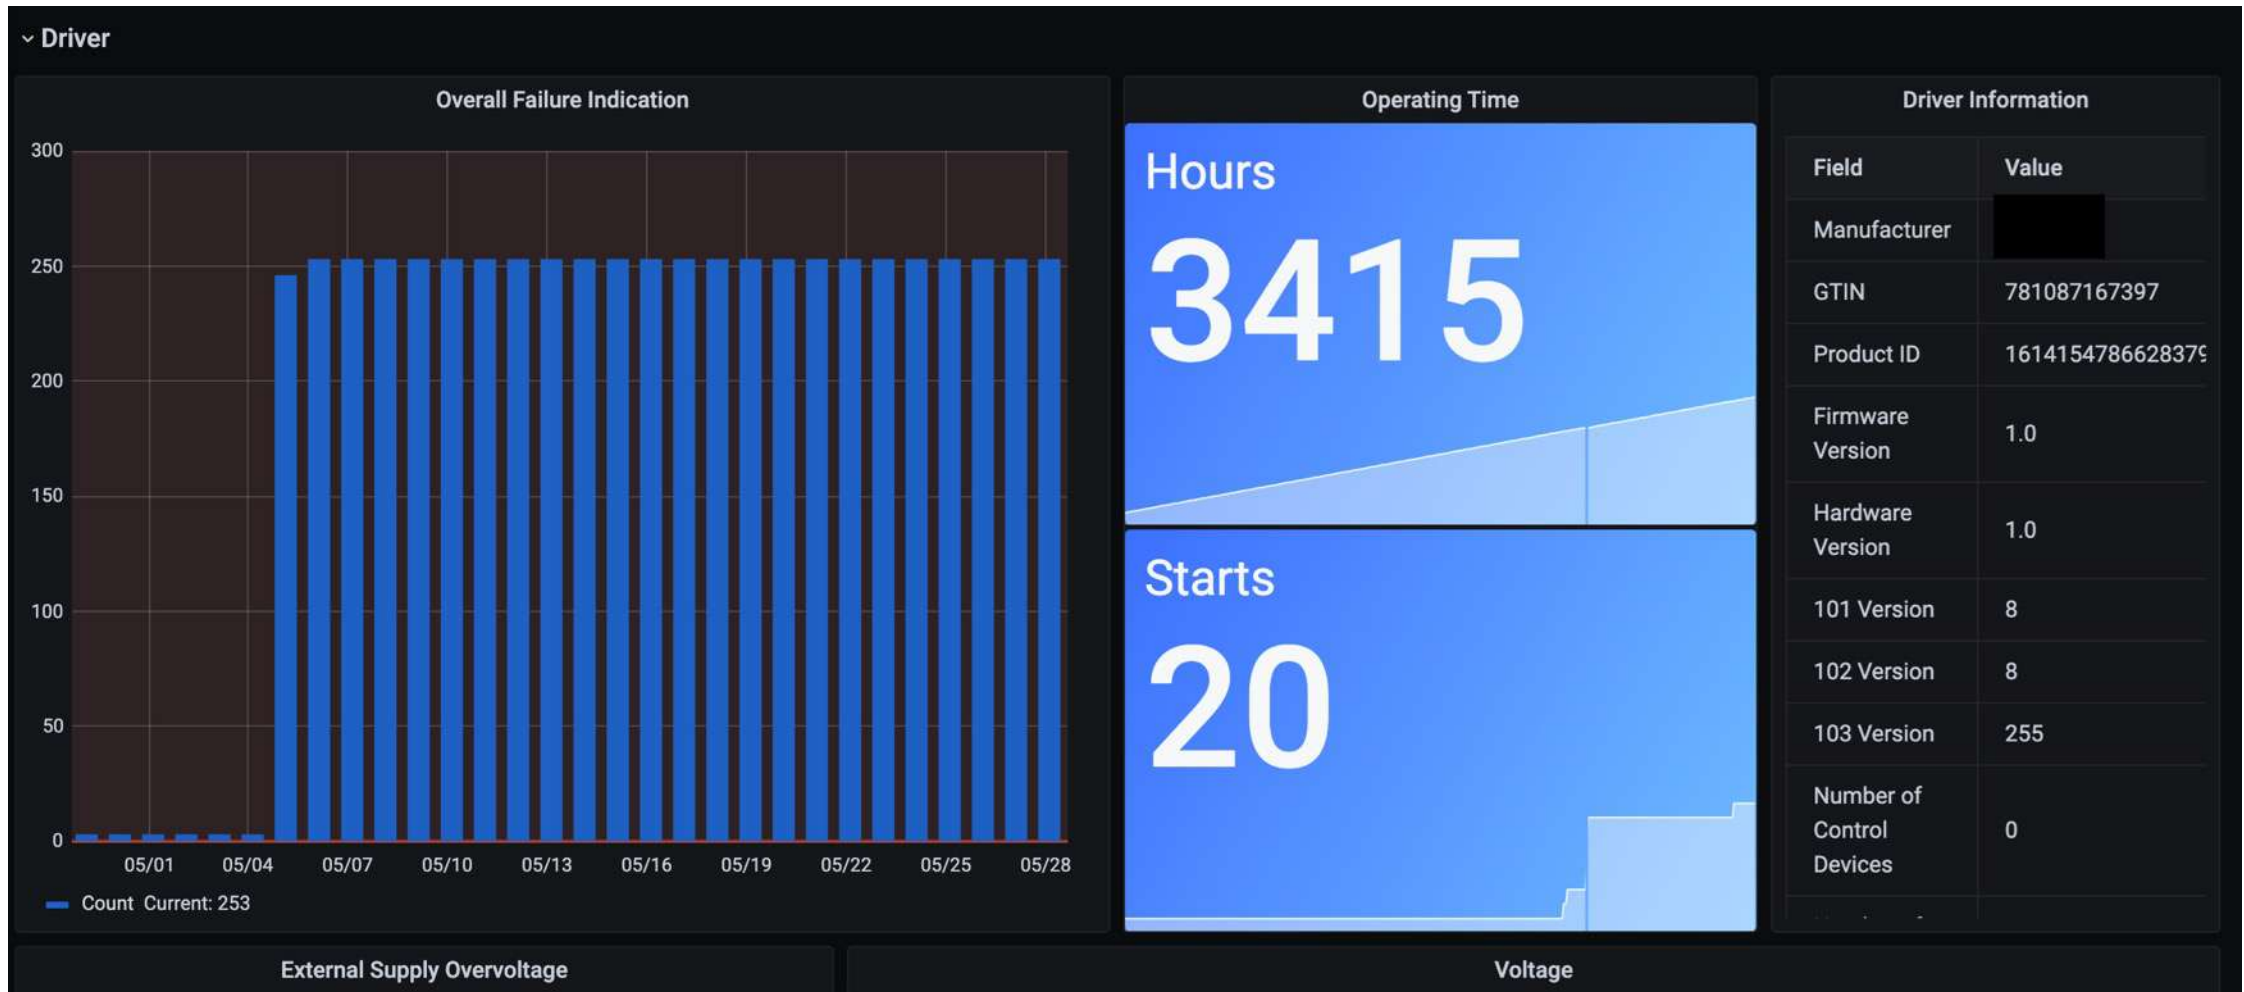 Driver
Overall Failure Indication
300
250
200
150
100
50
0
05/01 05/04 05/07 05/10 05/13 05/16 05/19 05/22 05/25 05/28
Count Current: 253
Operating Time
Hours
3415
Starts
20
Driver Information
Field Value
Manufacturer
GTIN 781087167397
Product ID 1614154786628379
Firmware
Version 1.0
Hardware
Version 1.0
101 Version 8
102 Version 8
103 Version 255
Number of
Control 0
Devices
External Supply Overvoltage
Voltage